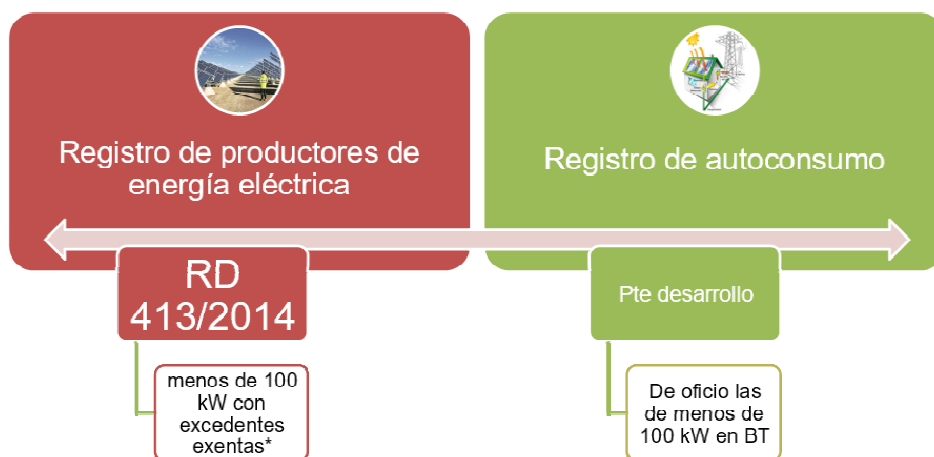 Registro de productores de
energía eléctrica
Registro de autoconsumo
RD
413/2014
Pte desarrollo
menos de 100
kW con
excedentes
exentas*
De oficio las
de menos de
100 kW en BT